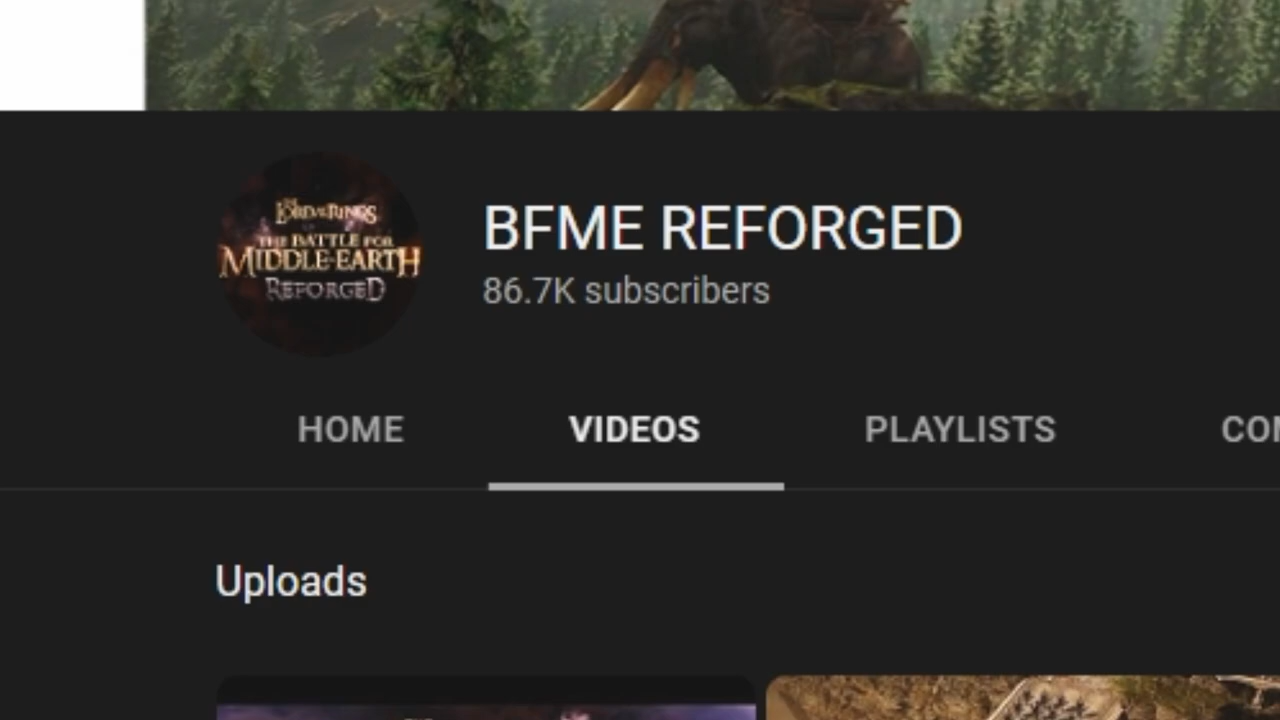 THE
LORD OF THE RINGS
THE BATTLE FOR
MIDDLE-EARTH
REFORGED
BFME REFORGED
86.7K subscribers
HOME VIDEOS PLAYLISTS
Uploads